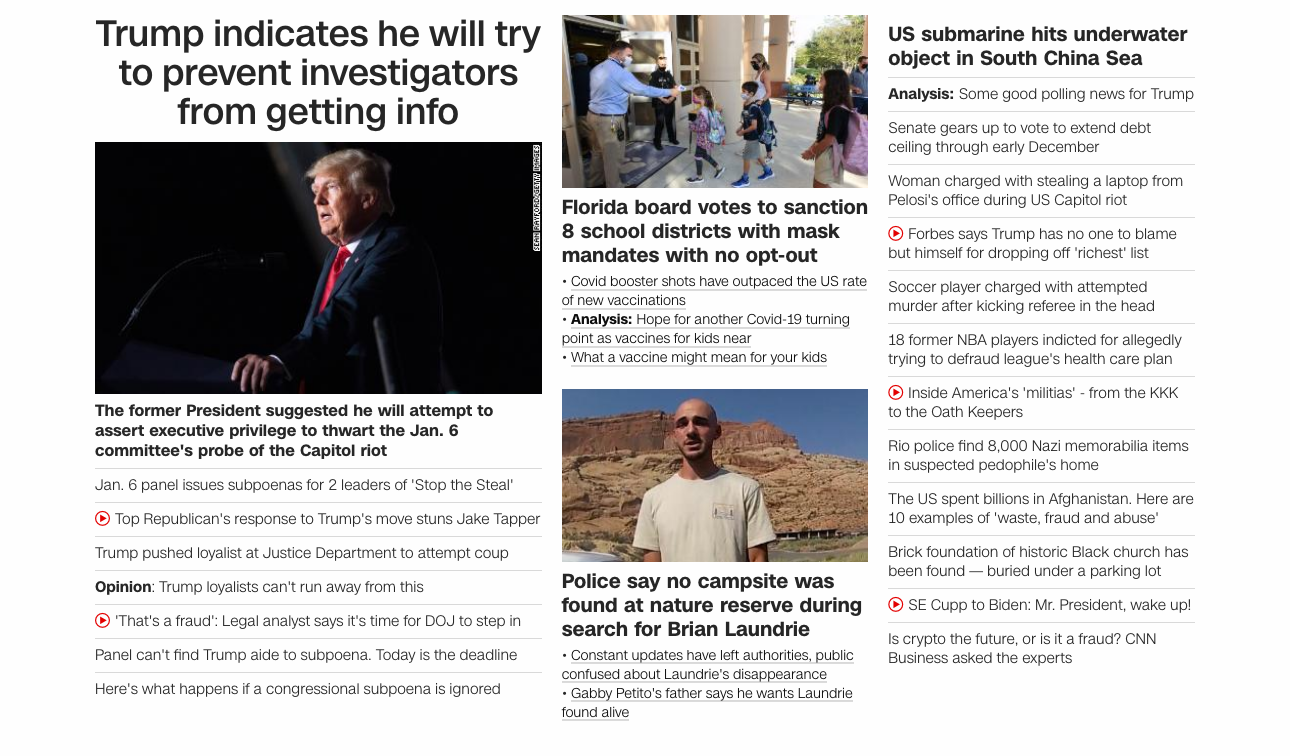 Trump indicates he will try
to prevent investigators
from getting info
SEAN RAYFORD/GETTY IMAGES
The former President suggested he will attempt to
assert executive privilege to thwart the Jan. 6
committee's probe of the Capitol riot
Jan. 6 panel issues subpoenas for 2 leaders of 'Stop the Steal'
Top Republican's response to Trump's move stuns Jake Tapper
Trump pushed loyalist at Justice Department to attempt coup
Opinion: Trump loyalists can't run away from this
'That's a fraud': Legal analyst says it's time for DOJ to step in
Panel can't find Trump aide to subpoena. Today is the deadline
Here's what happens if a congressional subpoena is ignored
Florida board votes to sanction
8 school districts with mask
mandates with no opt-out
• Covid booster shots have outpaced the US rate
of new vaccinations
• Analysis: Hope for another Covid-19 turning
point as vaccines for kids near
• What a vaccine might mean for your kids
Police say no campsite was
found at nature reserve during
search for Brian Laundrie
• Constant updates have left authorities, public
confused about Laundrie's disappearance
• Gabby Petito's father says he wants Laundrie
found alive
US submarine hits underwater
object in South China Sea
Analysis: Some good polling news for Trump
Senate gears up to vote to extend debt
ceiling through early December
Woman charged with stealing a laptop from
Pelosi's office during US Capitol riot
Forbes says Trump has no one to blame
but himself for dropping off 'richest' list
Soccer player charged with attempted
murder after kicking referee in the head
18 former NBA players indicted for allegedly
trying to defraud league's health care plan
Inside America's 'militias' - from the KKK
to the Oath Keepers
Rio police find 8,000 Nazi memorabilia items
in suspected pedophile's home
The US spent billions in Afghanistan. Here are
10 examples of 'waste, fraud and abuse'
Brick foundation of historic Black church has
been found — buried under a parking lot
SE Cupp to Biden: Mr. President, wake up!
Is crypto the future, or is it a fraud? CNN
Business asked the experts